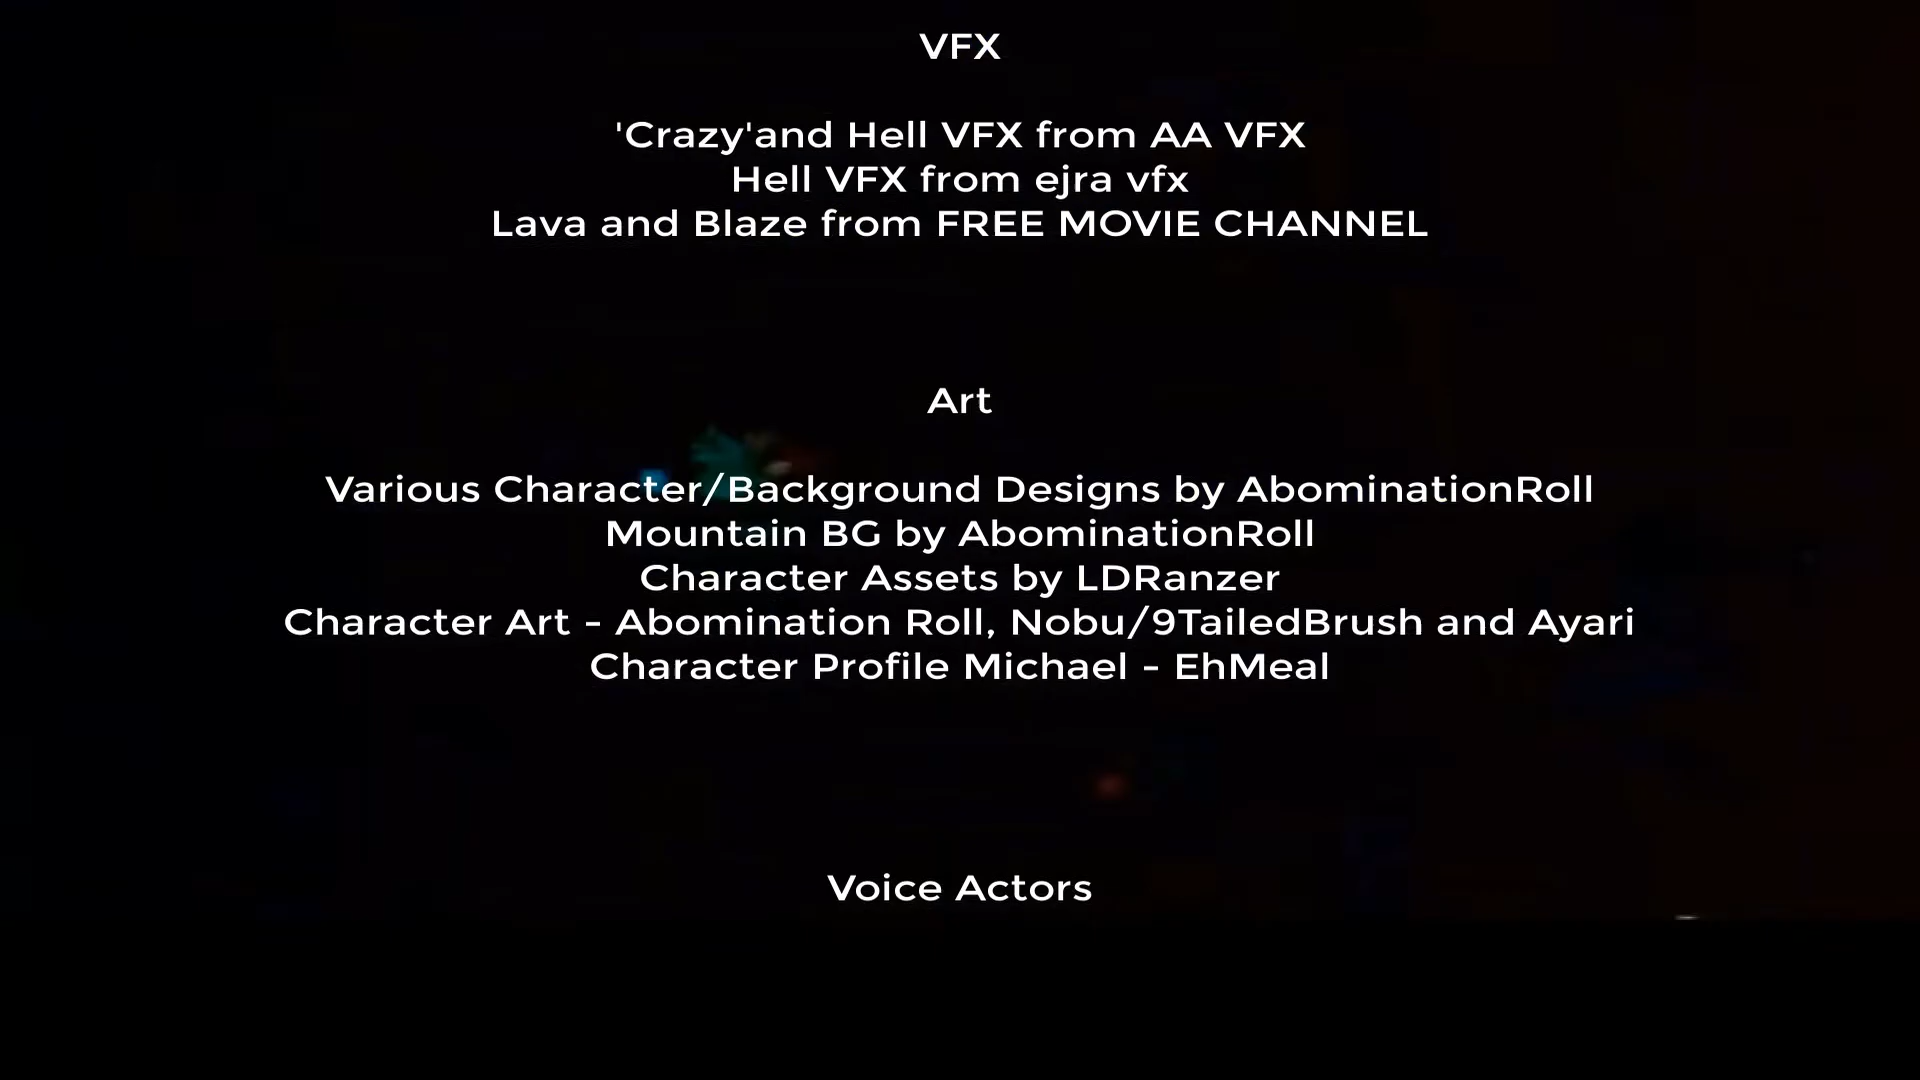 VFX
'Crazy'and Hell VFX from AA VFX
Hell VFX from ejra vfx
Lava and Blaze from FREE MOVIE CHANNEL
Art
Various Character/Background Designs by AbominationRoll
Mountain BG by AbominationRoll
Character Assets by LDRanzer
Character Art - Abomination Roll, Nobu/9TailedBrush and Ayari
Character Profile Michael - EhMeal
Voice Actors